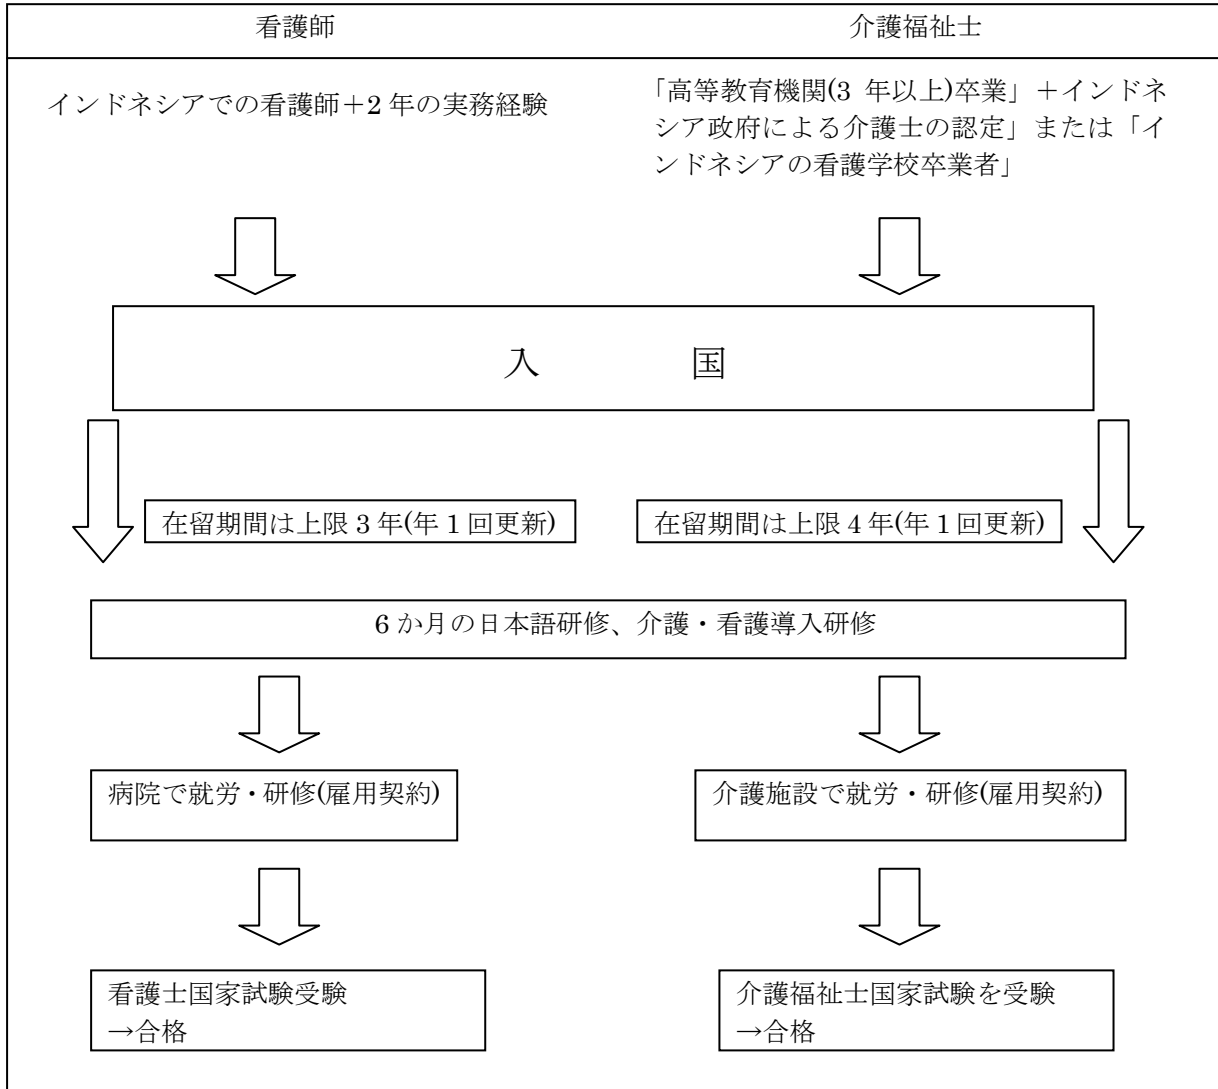 看護師
介護福祉士
インドネシアでの看護師+2年の実務経験
「高等教育機関(3 年以上)卒業」+インドネ
シア政府による介護士の認定」または「イ
ンドネシアの看護学校卒業者」
入 国
在留期間は上限3年(年1回更新)
在留期間は上限4年(年1回更新)
6か月の日本語研修、介護・看護導入研修
病院で就労・研修(雇用契約)
介護施設で就労・研修(雇用契約)
看護士国家試験受験
→合格
介護福祉士国家試験を受験
→合格